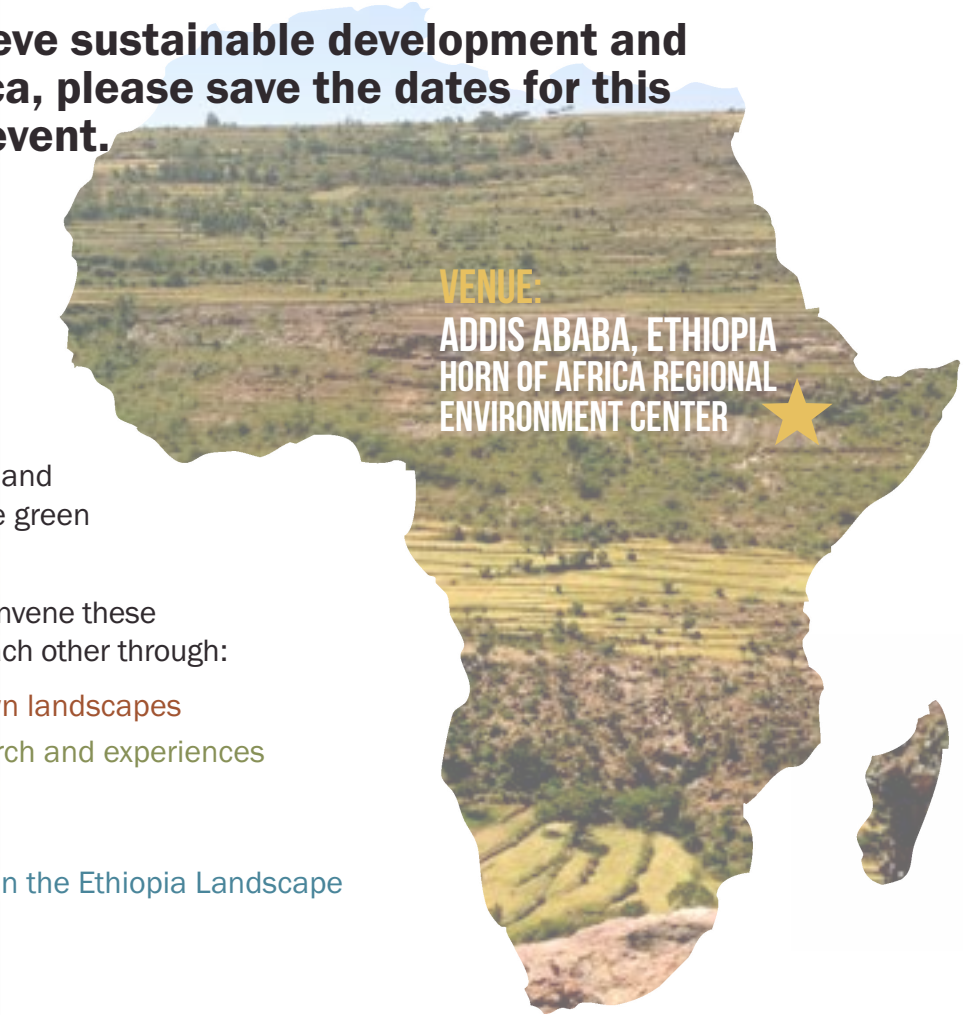 eve sustainable development and
ca, please save the dates for this
event.
VENUE:
ADDIS ABABA, ETHIOPIA
HORN OF AFRICA REGIONAL
ENVIRONMENT CENTER
and
e green
nvene these
ach other through:
n landscapes
rch and experiences
n the Ethiopia Landscape